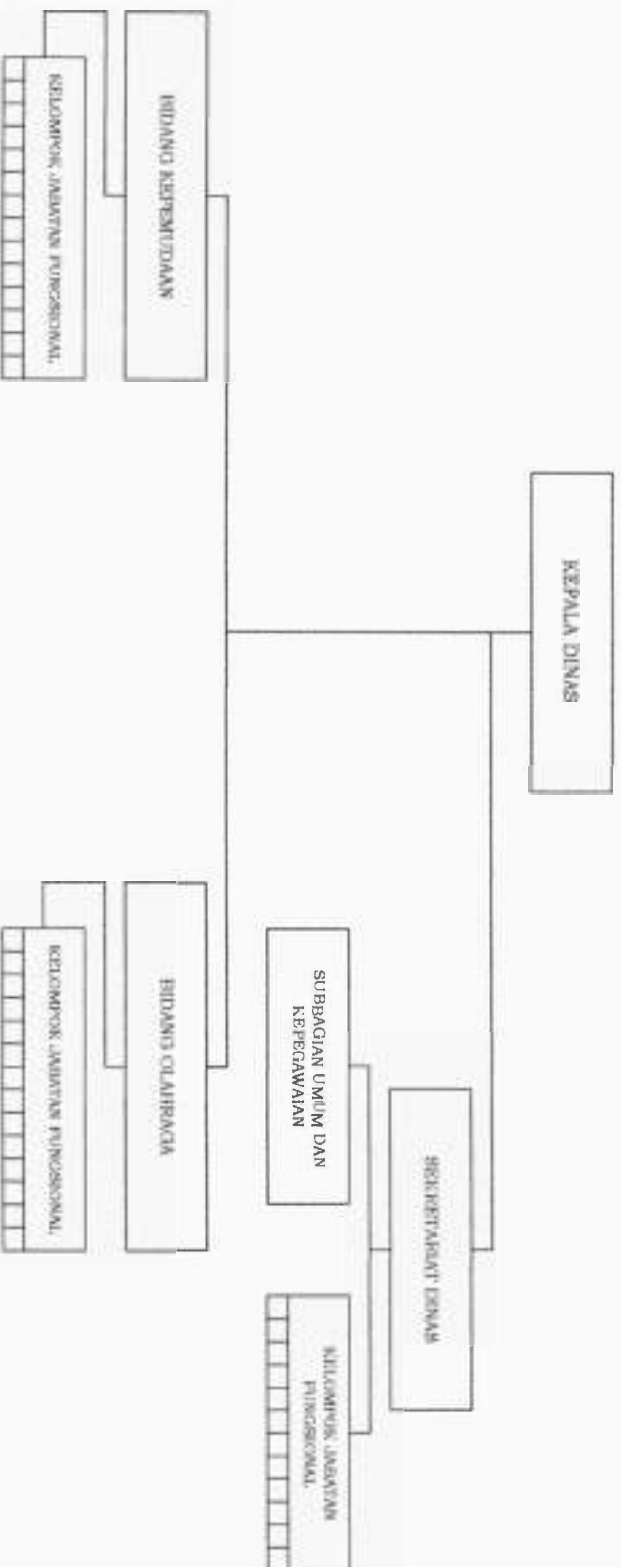 KEPALA DINAS
SEKRETARIAT DINAS
SUBBAGIAN UMUM DAN
KEPEGAWAIAN
KELOMPOK JABATAN
FUNGSIONAL
BIDANG KEPEMUDAAN
KELOMPOK JABATAN FUNGSIONAL
BIDANG OLAHRAGA
KELOMPOK JABATAN FUNGSIONAL